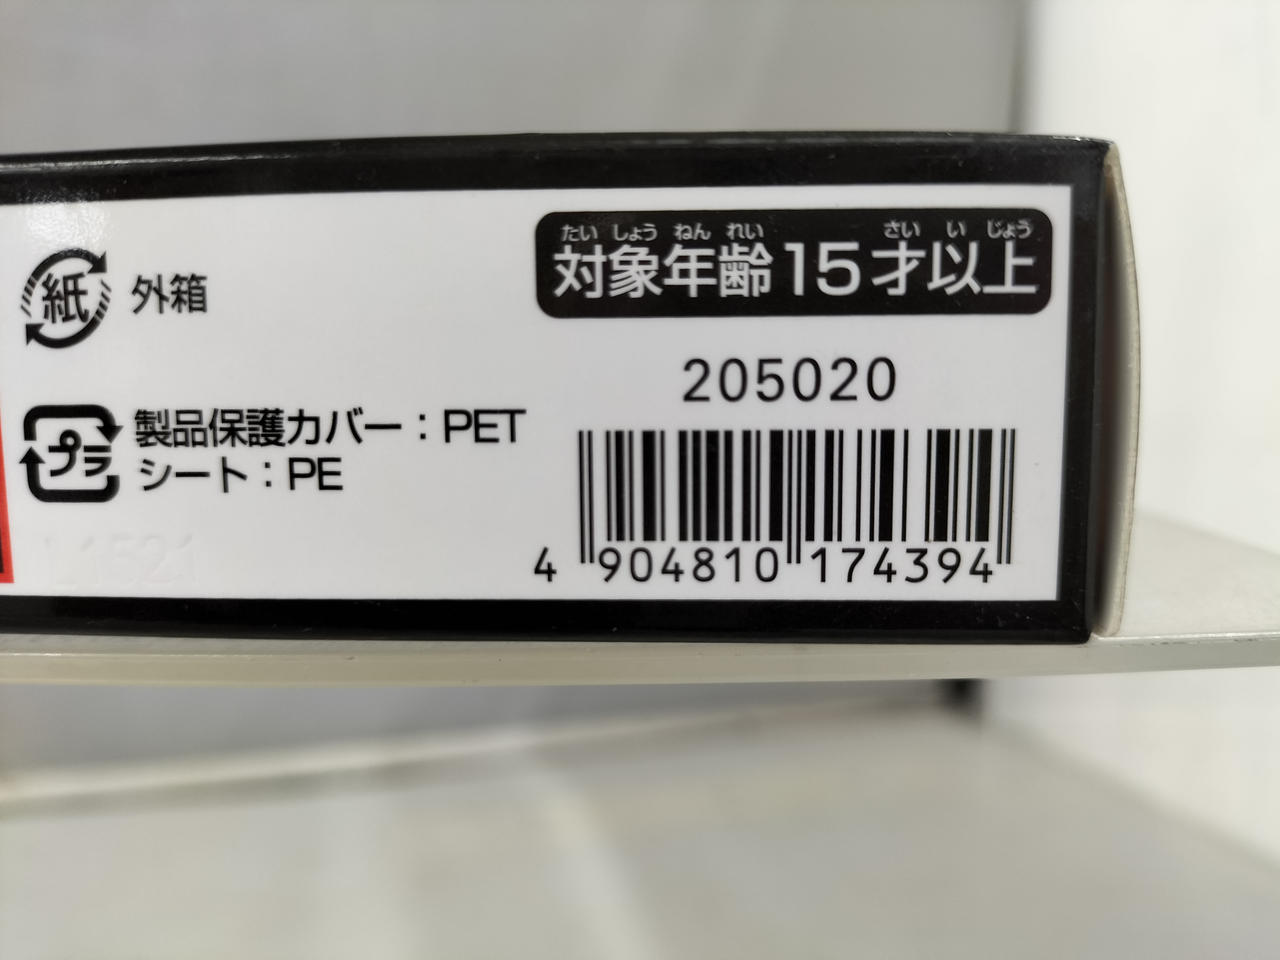 紙 外箱
プラ 製品保護カバー：PET
シート：PE
L1521
たいしょうねんれい さいいじょう
対象年齢15才以上
205020
4 904810 174394